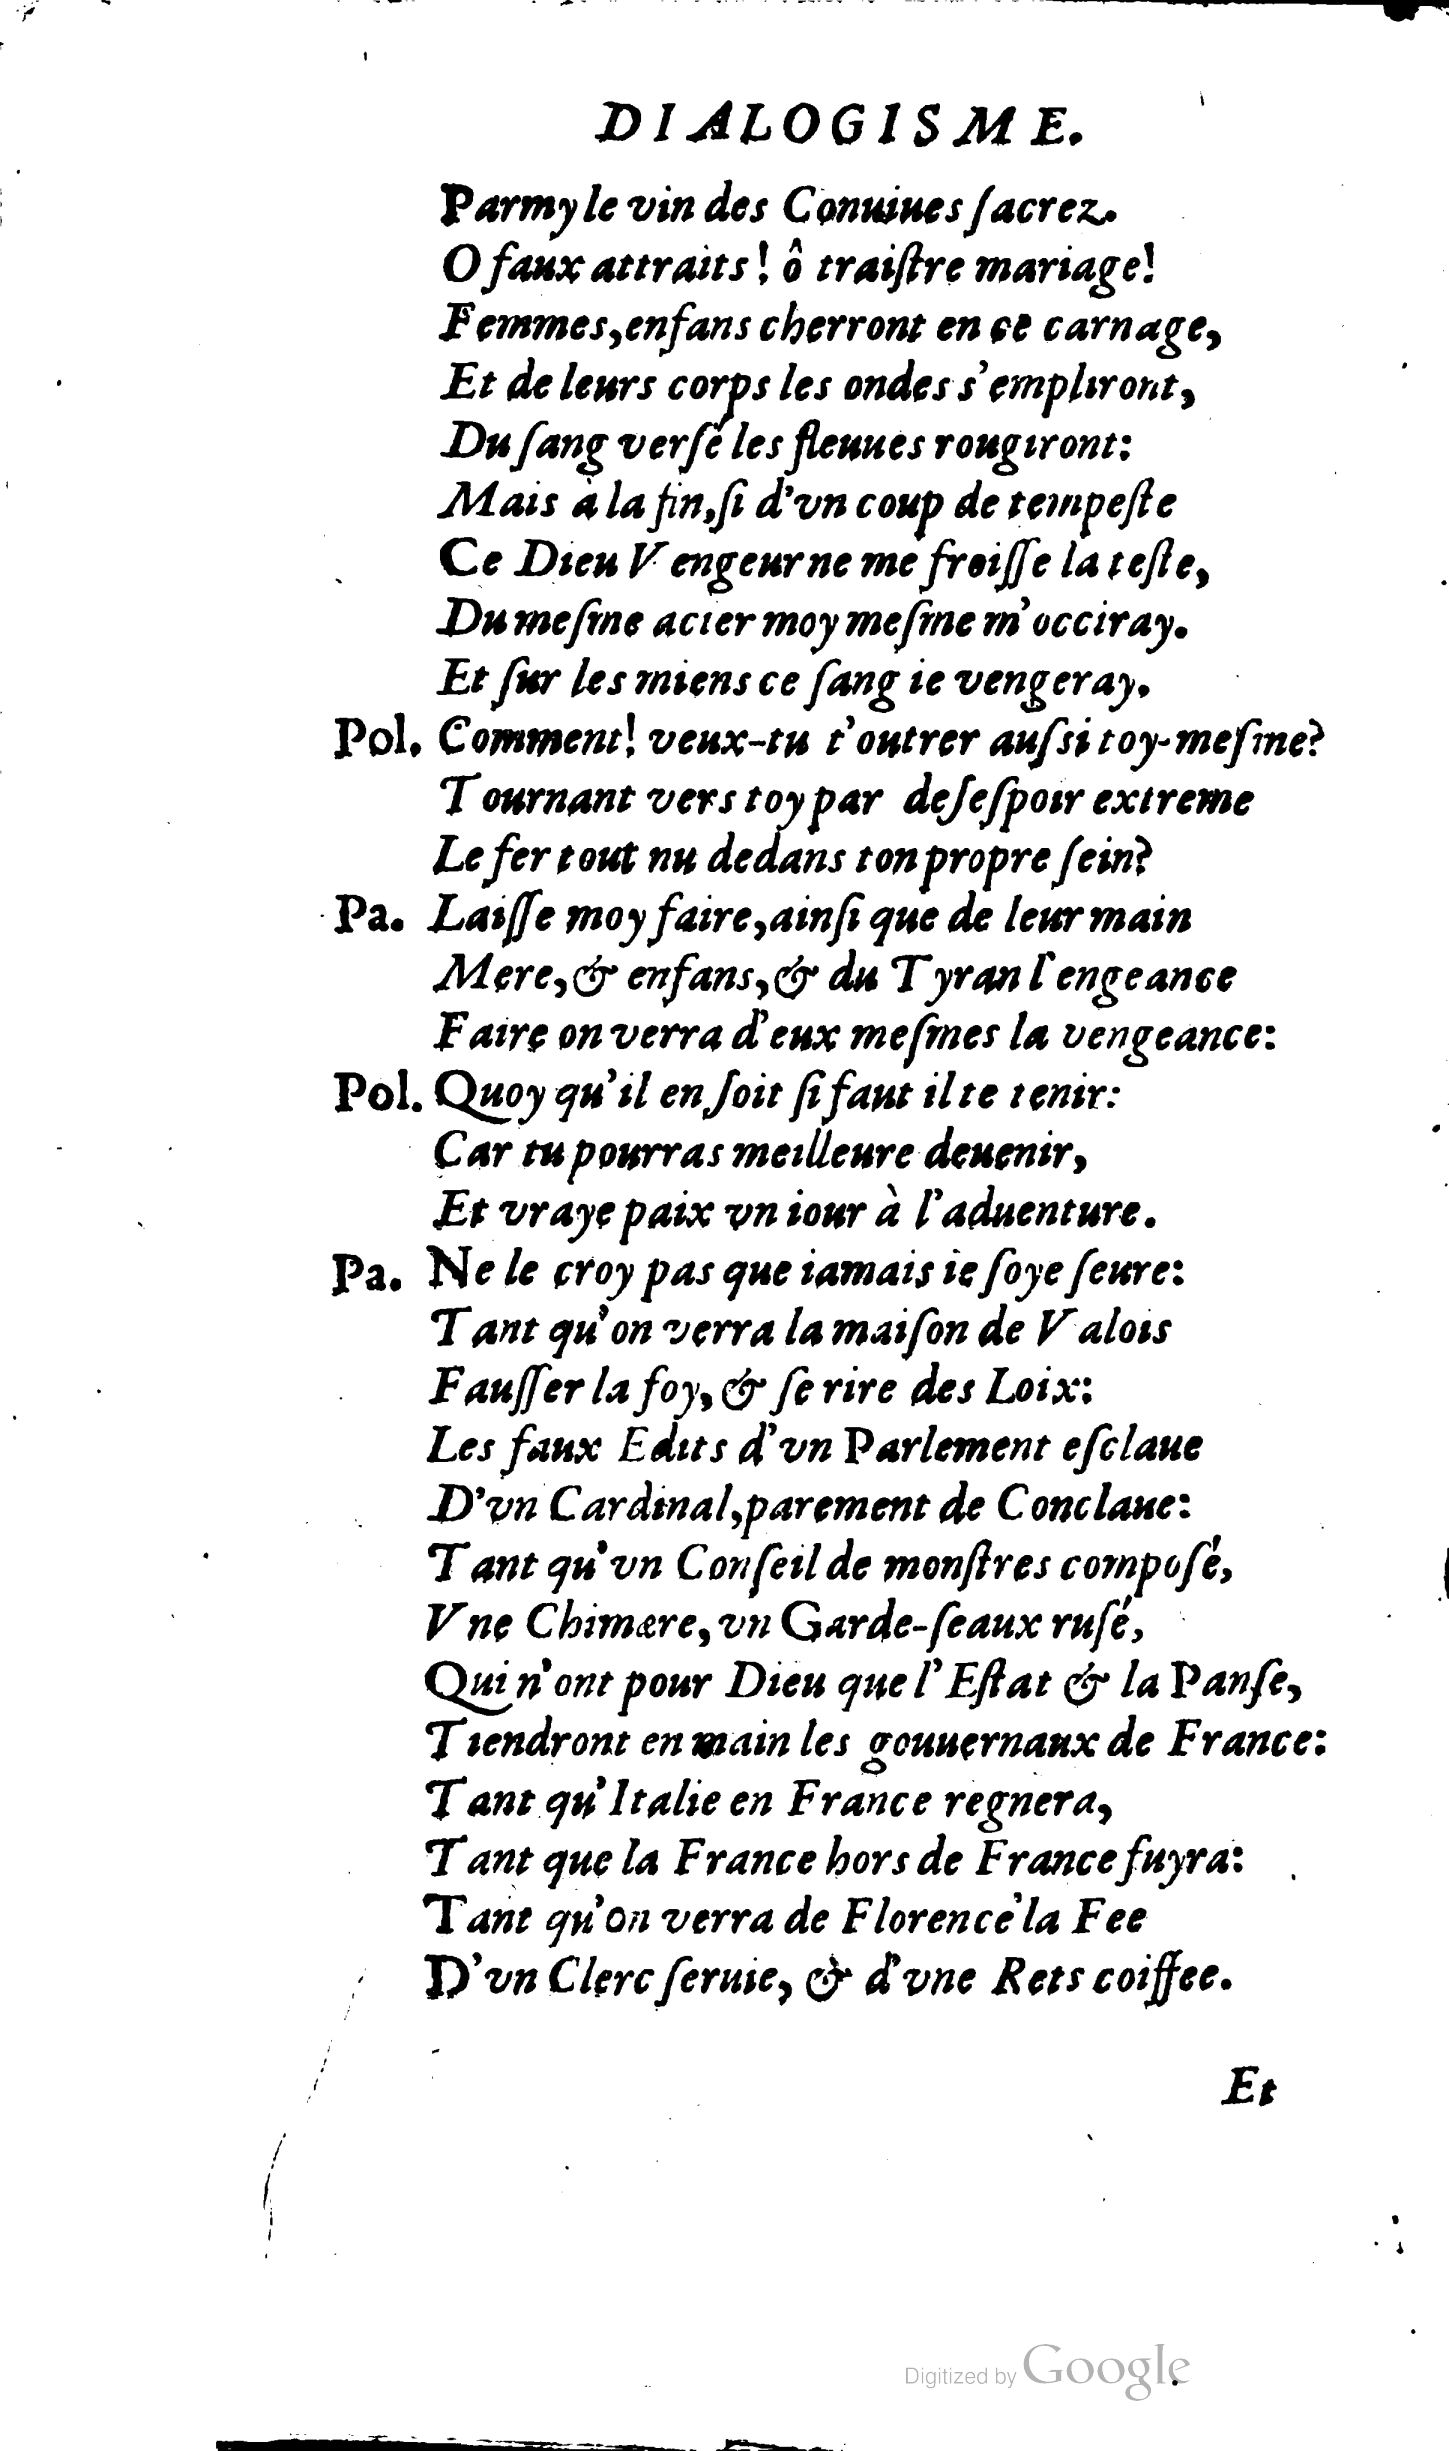 DIALOGISME.
Parmy le vin des Conuiues ſacrez.
O faux attraits! ô traiſtre mariage!
Femmes, enfans cherront en ce carnage,
Et de leurs corps les ondes s'empliront,
Du ſang verſé les fleuues rougiront:
Mais à la fin, ſi d'vn coup de tempeſte
Ce Dieu Vengeur ne me froiſſe la teſte,
Du meſme acier moy meſme m'occiray.
Et ſur les miens ce ſang ie vengeray.
Pol. Comment! veux-tu t'outrer auſsi toy-meſme?
Tournant vers toy par deſeſpoir extreme
Le fer tout nu dedans ton propre ſein?
Pa. Laiſſe moy faire, ainſi que de leur main
Mere, & enfans, & du Tyran l'engeance
Faire on verra d'eux meſmes la vengeance:
Pol. Quoy qu'il en ſoit ſi faut il te tenir:
Car tu pourras meilleure deuenir,
Et vraye paix vn iour à l'aduenture.
Pa. Ne le croy pas que iamais ie ſoye ſeure:
Tant qu'on verra la maiſon de Valois
Fauſſer la foy, & ſe rire des Loix:
Les faux Edits d'vn Parlement eſclaue
D'vn Cardinal, parement de Conclaue:
Tant qu'vn Conſeil de monſtres compoſé,
Vne Chimære, vn Garde-ſeaux ruſé,
Qui n'ont pour Dieu que l'Eſtat & la Panſe,
Tiendront en main les gouuernaux de France:
Tant qu'Italie en France regnera,
Tant que la France hors de France fuyra:
Tant qu'on verra de Florence la Fee
D'vn Clerc ſeruie, & d'vne Rets coiffee.
Et
Digitized by Google